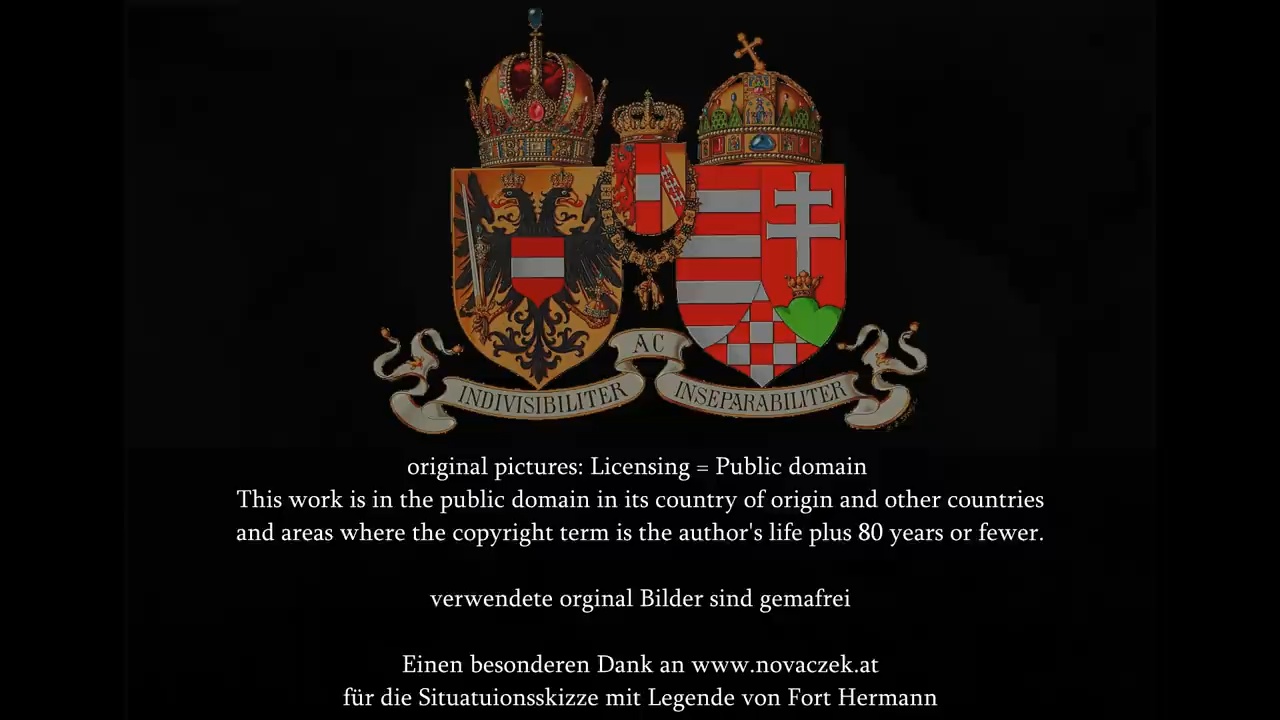 AC
INDIVISIBILITER
INSEPARABILITER
original pictures: Licensing = Public domain
This work is in the public domain in its country of origin and other countries
and areas where the copyright term is the author's life plus 80 years or fewer.
verwendete orginal Bilder sind gemafrei
Einen besonderen Dank an www.novaczek.at
für die Situatuionsskizze mit Legende von Fort Hermann